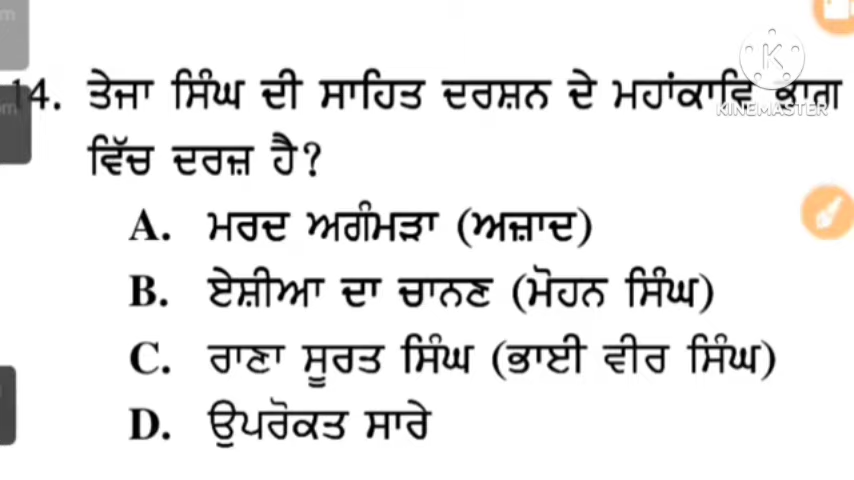 14. ਤੇਜਾ ਸਿੰਘ ਦੀ ਸਾਹਿਤ ਦਰਸ਼ਨ ਦੇ ਮਹਾਂਕਾਵਿ ਭਾਗ
ਵਿੱਚ ਦਰਜ਼ ਹੈ?
A. ਮਰਦ ਅਗੰਮੜਾ (ਅਜ਼ਾਦ)
B. ਏਸ਼ੀਆ ਦਾ ਚਾਨਣ (ਮੋਹਨ ਸਿੰਘ)
C. ਰਾਣਾ ਸੂਰਤ ਸਿੰਘ (ਭਾਈ ਵੀਰ ਸਿੰਘ)
D. ਉਪਰੋਕਤ ਸਾਰੇ
K
KINEMASTER